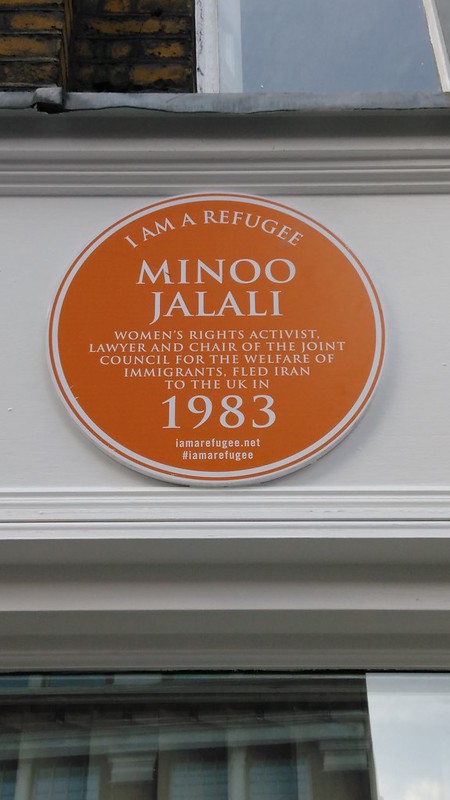 I AM A REFUGEE
MINOO
JALALI
WOMEN'S RIGHTS ACTIVIST,
LAWYER AND CHAIR OF THE JOINT
COUNCIL FOR THE WELFARE OF
IMMIGRANTS, FLED IRAN
TO THE UK IN
1983
iamarefugee.net
#iamarefugee